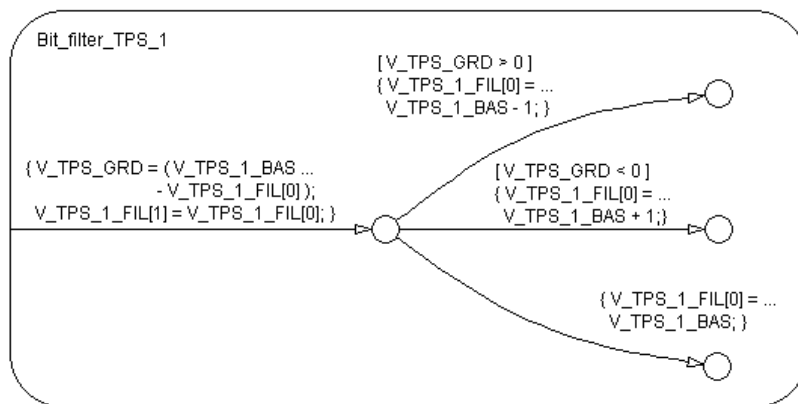 Bit_filter_TPS_1
[ V_TPS_GRD > 0 ]
{ V_TPS_1_FIL[0] = ...
V_TPS_1_BAS - 1; }
{ V_TPS_GRD = ( V_TPS_1_BAS ...
- V_TPS_1_FIL[0] );
V_TPS_1_FIL[1] = V_TPS_1_FIL[0]; }
[ V_TPS_GRD < 0 ]
{ V_TPS_1_FIL[0] = ...
V_TPS_1_BAS + 1;}
{ V_TPS_1_FIL[0] = ...
V_TPS_1_BAS; }